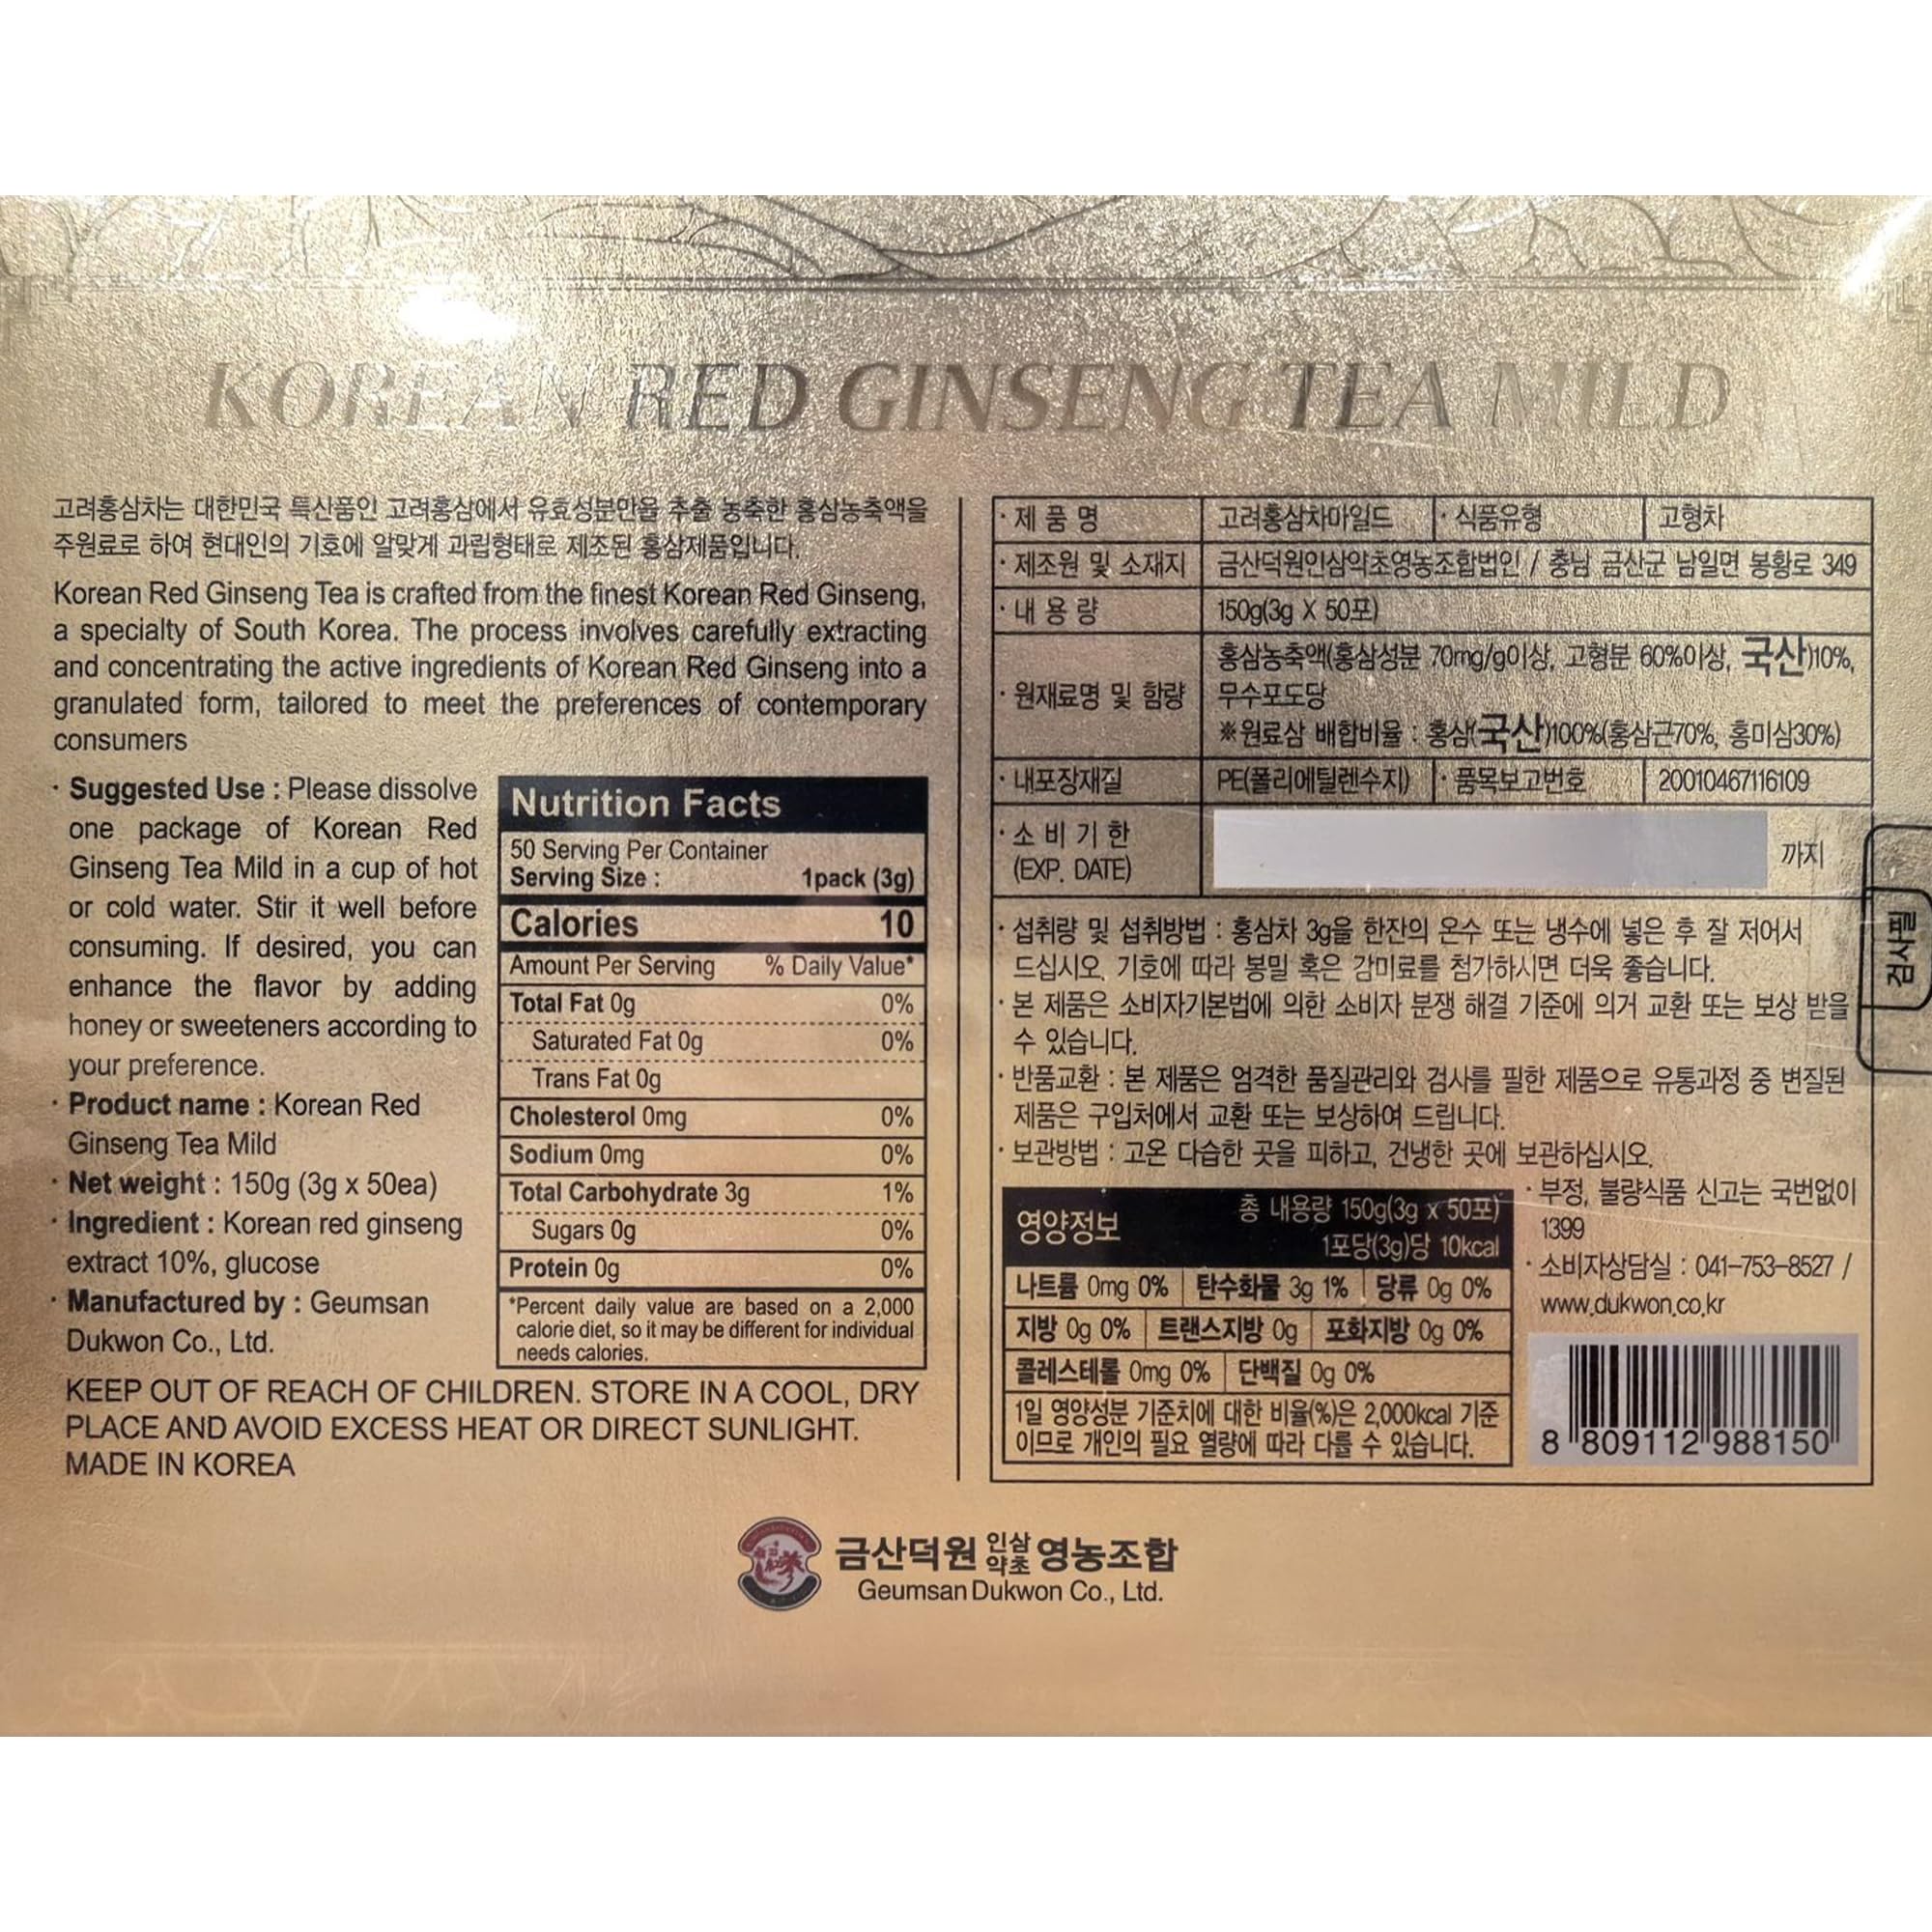 KOREAN RED GINSENG TEA MILD
고려홍삼차는 대한민국 특산품인 고려홍삼에서 유효성분만을 추출 농축한 홍삼농축액을
주원료로 하여 현대인의 기호에 알맞게 과립형태로 제조된 홍삼제품입니다.
Korean Red Ginseng Tea is crafted from the finest Korean Red Ginseng,
a specialty of South Korea. The process involves carefully extracting
and concentrating the active ingredients of Korean Red Ginseng into a
granulated form, tailored to meet the preferences of contemporary
consumers
· Suggested Use : Please dissolve
one package of Korean Red
Ginseng Tea Mild in a cup of hot
or cold water. Stir it well before
consuming. If desired, you can
enhance the flavor by adding
honey or sweeteners according to
your preference.
· Product name : Korean Red
Ginseng Tea Mild
· Net weight : 150g (3g x 50ea)
· Ingredient : Korean red ginseng
extract 10%, glucose
· Manufactured by : Geumsan
Dukwon Co., Ltd.
Nutrition Facts
50 Serving Per Container
Serving Size : 1pack (3g)
Calories 10
Amount Per Serving % Daily Value*
Total Fat 0g 0%
Saturated Fat 0g 0%
Trans Fat 0g
Cholesterol 0mg 0%
Sodium 0mg 0%
Total Carbohydrate 3g 1%
Sugars 0g 0%
Protein 0g 0%
*Percent daily value are based on a 2,000
calorie diet, so it may be different for individual
needs calories.
KEEP OUT OF REACH OF CHILDREN. STORE IN A COOL, DRY
PLACE AND AVOID EXCESS HEAT OR DIRECT SUNLIGHT.
MADE IN KOREA
· 제 품 명 고려홍삼차마일드 · 식품유형 고형차
· 제조원 및 소재지 금산덕원인삼약초영농조합법인 / 충남 금산군 남일면 봉황로 349
· 내 용 량 150g(3g X 50포)
· 원재료명 및 함량 홍삼농축액(홍삼성분 70mg/g이상, 고형분 60%이상, 국산)10%,
무수포도당
※원료삼 배합비율 : 홍삼(국산)100%(홍삼근70%, 홍미삼30%)
· 내포장재질 PE(폴리에틸렌수지) · 품목보고번호 20010467116109
· 소 비 기 한
(EXP. DATE) 까지
· 섭취량 및 섭취방법 : 홍삼차 3g을 한잔의 온수 또는 냉수에 넣은 후 잘 저어서
드십시오. 기호에 따라 봉밀 혹은 감미료를 첨가하시면 더욱 좋습니다.
· 본 제품은 소비자기본법에 의한 소비자 분쟁 해결 기준에 의거 교환 또는 보상 받을
수 있습니다.
· 반품교환 : 본 제품은 엄격한 품질관리와 검사를 필한 제품으로 유통과정 중 변질된
제품은 구입처에서 교환 또는 보상하여 드립니다.
· 보관방법 : 고온 다습한 곳을 피하고, 건냉한 곳에 보관하십시오.
영양정보 총 내용량 150g(3g x 50포)
1포당(3g)당 10kcal
나트륨 0mg 0% 탄수화물 3g 1% 당류 0g 0%
지방 0g 0% 트랜스지방 0g 포화지방 0g 0%
콜레스테롤 0mg 0% 단백질 0g 0%
1일 영양성분 기준치에 대한 비율(%)은 2,000kcal 기준
이므로 개인의 필요 열량에 따라 다를 수 있습니다.
· 부정, 불량식품 신고는 국번없이
1399
· 소비자상담실 : 041-753-8527 /
www.dukwon.co.kr
8 809112 988150
검사필
금산덕원 인삼약초 영농조합
Geumsan Dukwon Co., Ltd.